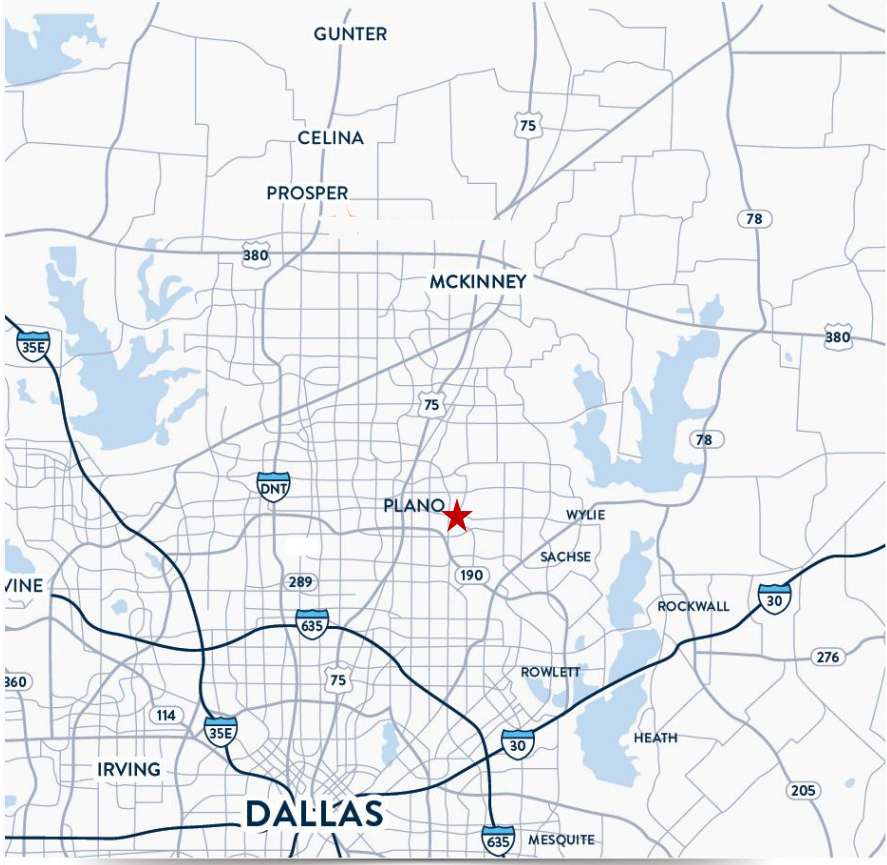 GUNTER
75
CELINA
PROSPER
78
380
MCKINNEY
35E
380
75
78
DNT
PLANO
WYLIE
SACHSE
289
190
VINE
30
ROCKWALL
635
276
ROWLETT
75
360
114
35E
30
HEATH
IRVING
205
DALLAS
635
MESQUITE